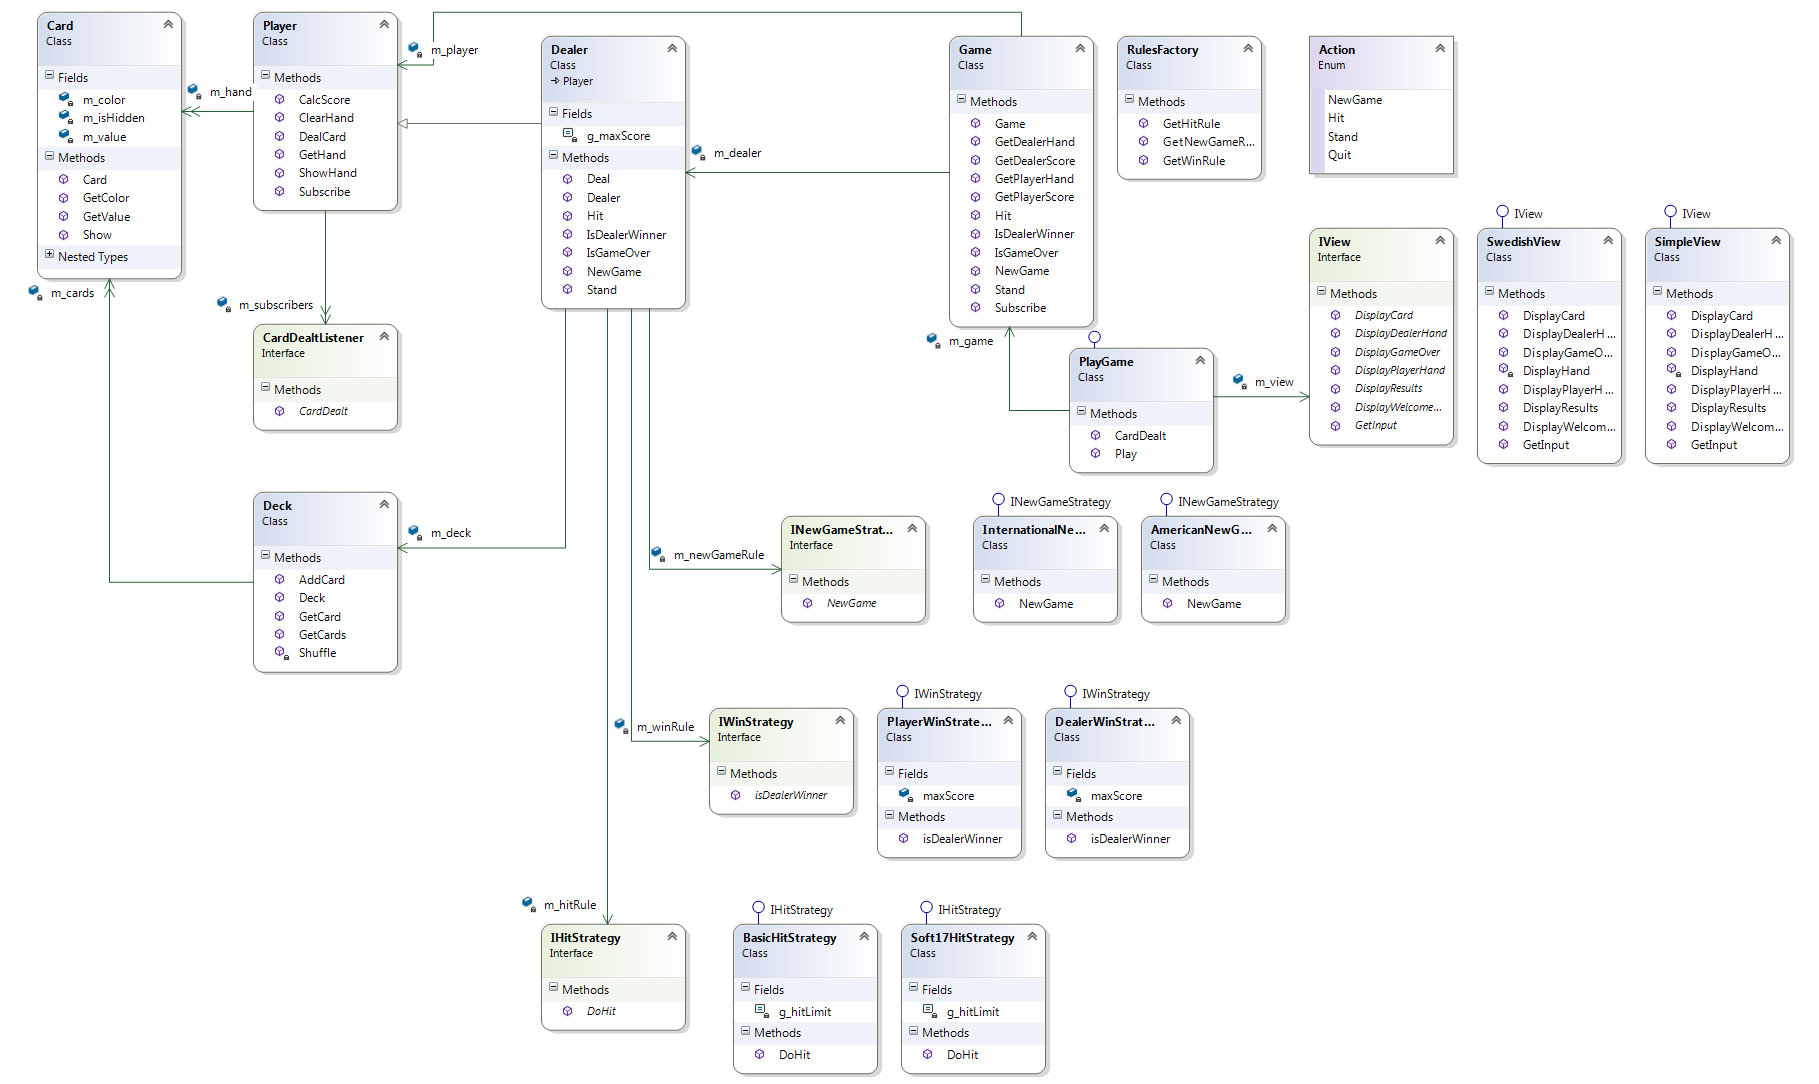 Card
Class
Fields
m_color
m_isHidden
m_value
Methods
Card
GetColor
GetValue
Show
Nested Types
m_hand
m_cards
Player
Class
Methods
CalcScore
ClearHand
DealCard
GetHand
ShowHand
Subscribe
m_player
m_subscribers
CardDealtListener
Interface
Methods
CardDealt
Deck
Class
Methods
AddCard
Deck
GetCard
GetCards
Shuffle
m_deck
Dealer
Class
Player
Fields
g_maxScore
Methods
Deal
Dealer
Hit
IsDealerWinner
IsGameOver
NewGame
Stand
m_dealer
Game
Class
Methods
Game
GetDealerHand
GetDealerScore
GetPlayerHand
GetPlayerScore
Hit
IsDealerWinner
IsGameOver
NewGame
Stand
Subscribe
m_game
RulesFactory
Class
Methods
GetHitRule
GetNewGameR...
GetWinRule
Action
Enum
NewGame
Hit
Stand
Quit
PlayGame
Class
Methods
CardDealt
Play
m_view
IView
Interface
Methods
DisplayCard
DisplayDealerHand
DisplayGameOver
DisplayPlayerHand
DisplayResults
DisplayWelcome...
GetInput
IView
SwedishView
Class
Methods
DisplayCard
DisplayDealerH...
DisplayGameO...
DisplayHand
DisplayPlayerH...
DisplayResults
DisplayWelcom...
GetInput
IView
SimpleView
Class
Methods
DisplayCard
DisplayDealerH...
DisplayGameO...
DisplayHand
DisplayPlayerH...
DisplayResults
DisplayWelcom...
GetInput
m_newGameRule
INewGameStrat...
Interface
Methods
NewGame
INewGameStrategy
InternationalNe...
Class
Methods
NewGame
INewGameStrategy
AmericanNewG...
Class
Methods
NewGame
m_winRule
IWinStrategy
Interface
Methods
isDealerWinner
IWinStrategy
PlayerWinStrate...
Class
Fields
maxScore
Methods
isDealerWinner
IWinStrategy
DealerWinStrat...
Class
Fields
maxScore
Methods
isDealerWinner
m_hitRule
IHitStrategy
Interface
Methods
DoHit
IHitStrategy
BasicHitStrategy
Class
Fields
g_hitLimit
Methods
DoHit
IHitStrategy
Soft17HitStrategy
Class
Fields
g_hitLimit
Methods
DoHit